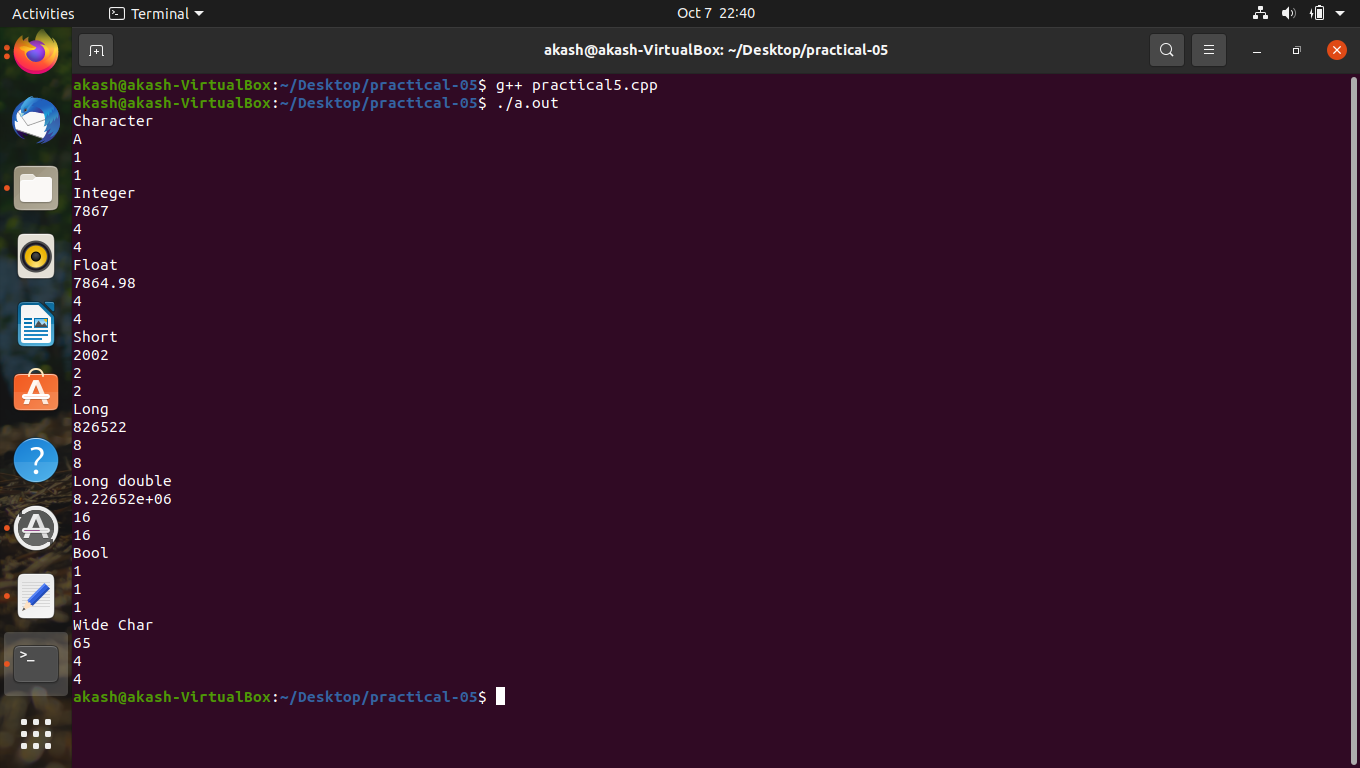 Activities
Terminal
Oct 7 22:40
akash@akash-VirtualBox: ~/Desktop/practical-05
akash@akash-VirtualBox:~/Desktop/practical-05$ g++ practical5.cpp
akash@akash-VirtualBox:~/Desktop/practical-05$ ./a.out
Character
A
1
1
Integer
7867
4
4
Float
7864.98
4
4
Short
2002
2
2
Long
826522
8
8
Long double
8.22652e+06
16
16
Bool
1
1
1
Wide Char
65
4
4
akash@akash-VirtualBox:~/Desktop/practical-05$